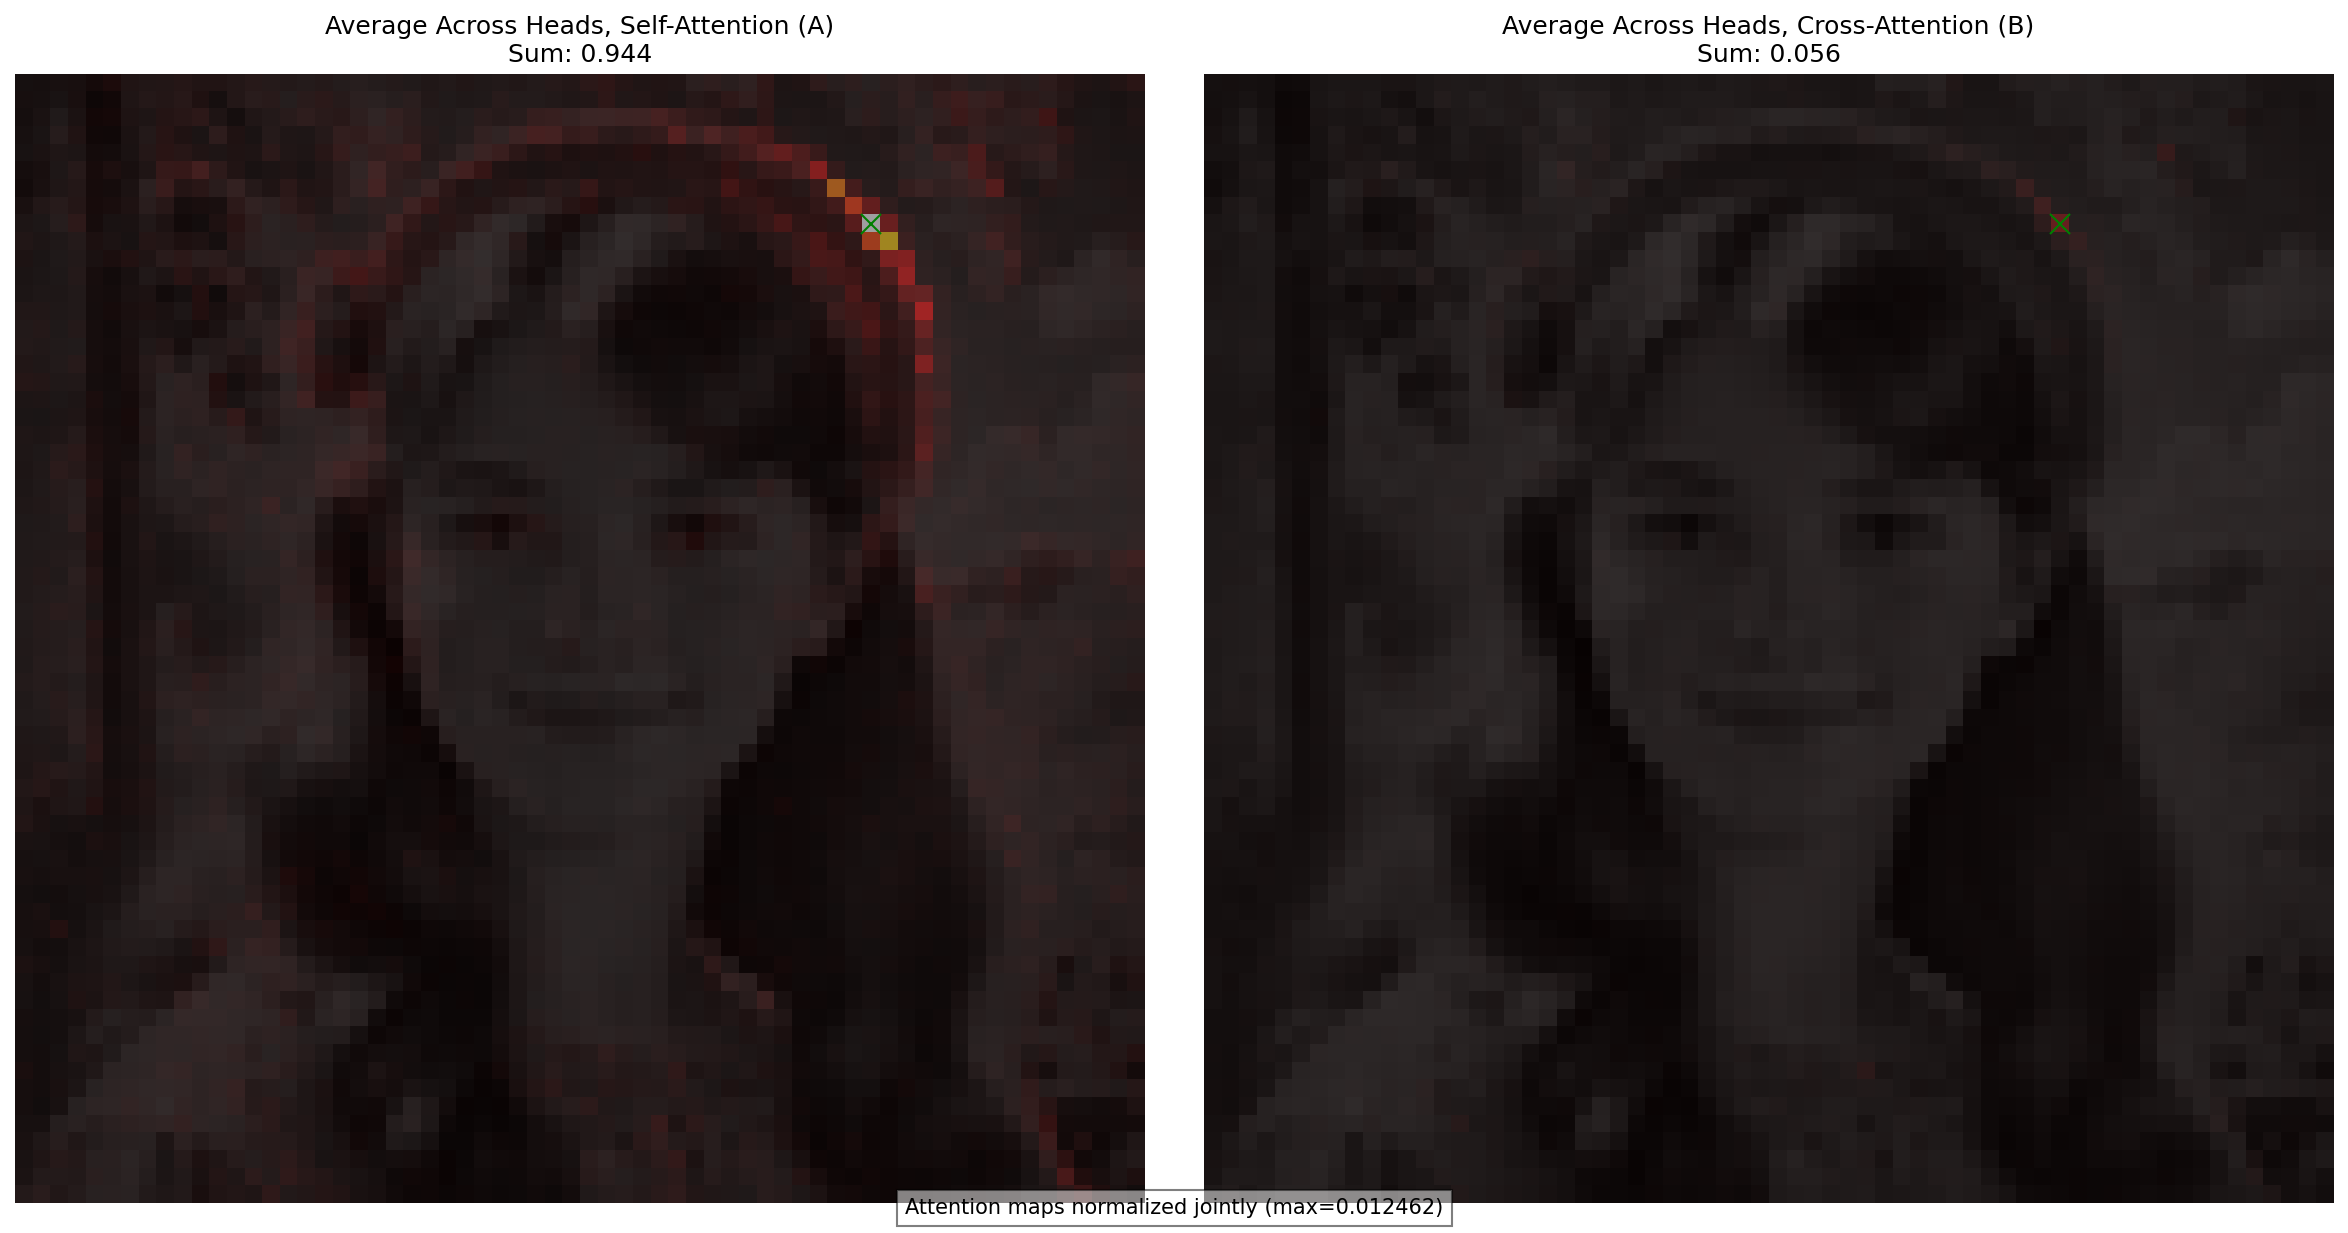 Average Across Heads, Self-Attention (A)
Sum: 0.944
Average Across Heads, Cross-Attention (B)
Sum: 0.056
Attention maps normalized jointly (max=0.012462)